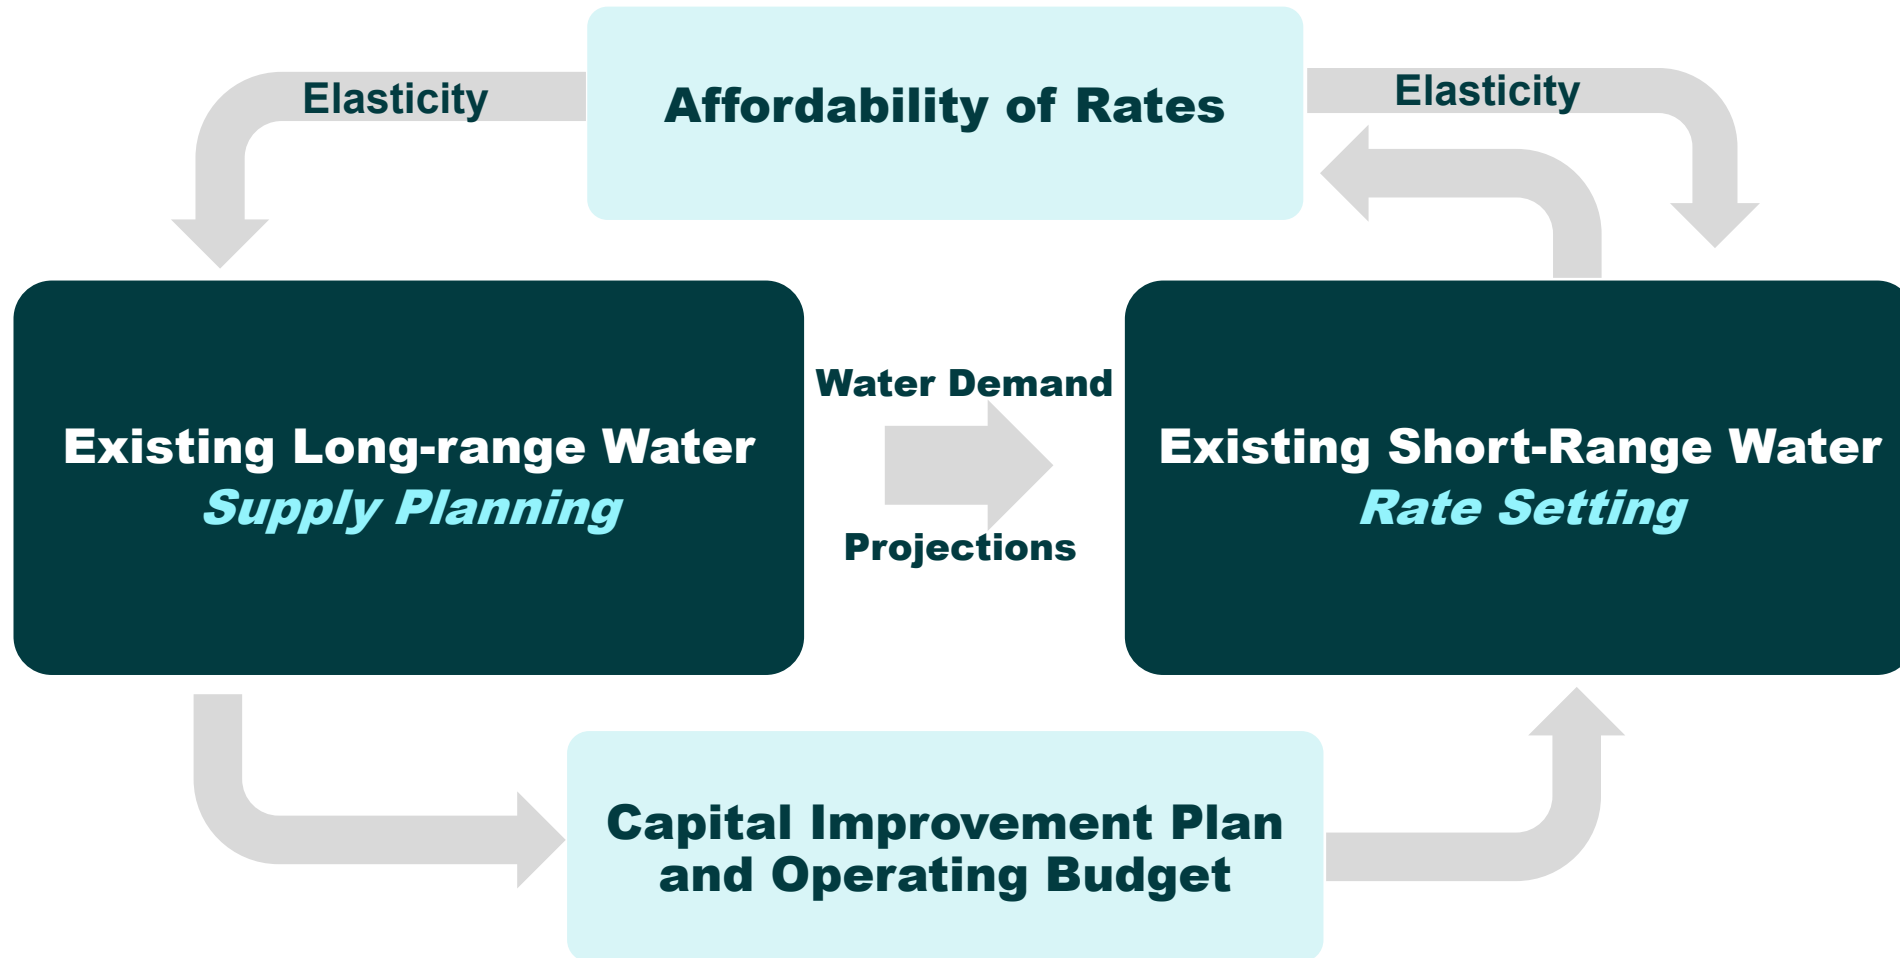 Elasticity
Affordability of Rates
Elasticity
Existing Long-range Water
Supply Planning
Water Demand
Projections
Existing Short-Range Water
Rate Setting
Capital Improvement Plan
and Operating Budget